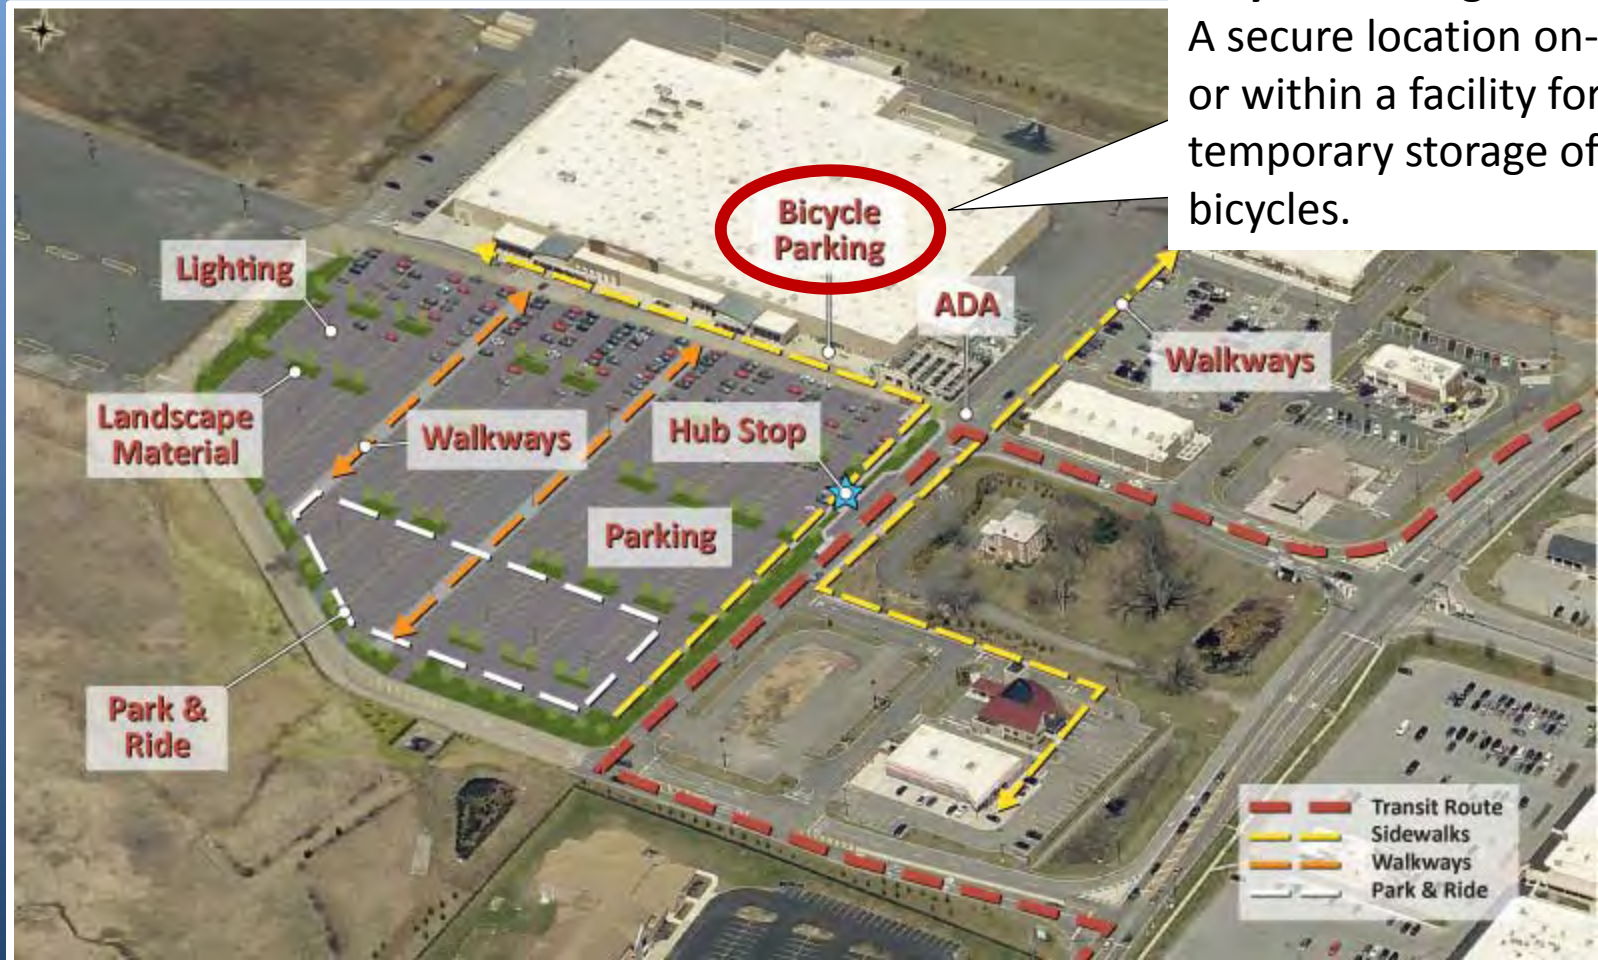 A secure location on-
or within a facility for
temporary storage of
bicycles.
Bicycle
Parking
Lighting
ADA
Walkways
Landscape
Material
Walkways
Hub Stop
Parking
Park &
Ride
Transit Route
Sidewalks
Walkways
Park & Ride